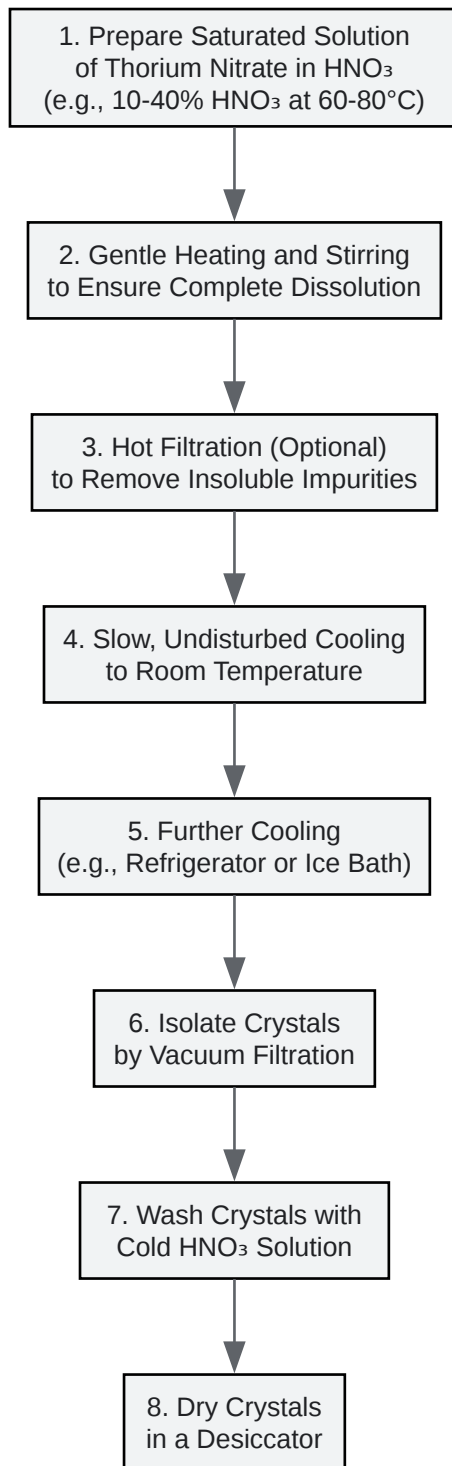 1. Prepare Saturated Solution
of Thorium Nitrate in HNO₃
(e.g., 10-40% HNO₃ at 60-80°C)
2. Gentle Heating and Stirring
to Ensure Complete Dissolution
3. Hot Filtration (Optional)
to Remove Insoluble Impurities
4. Slow, Undisturbed Cooling
to Room Temperature
5. Further Cooling
(e.g., Refrigerator or Ice Bath)
6. Isolate Crystals
by Vacuum Filtration
7. Wash Crystals with
Cold HNO₃ Solution
8. Dry Crystals
in a Desiccator